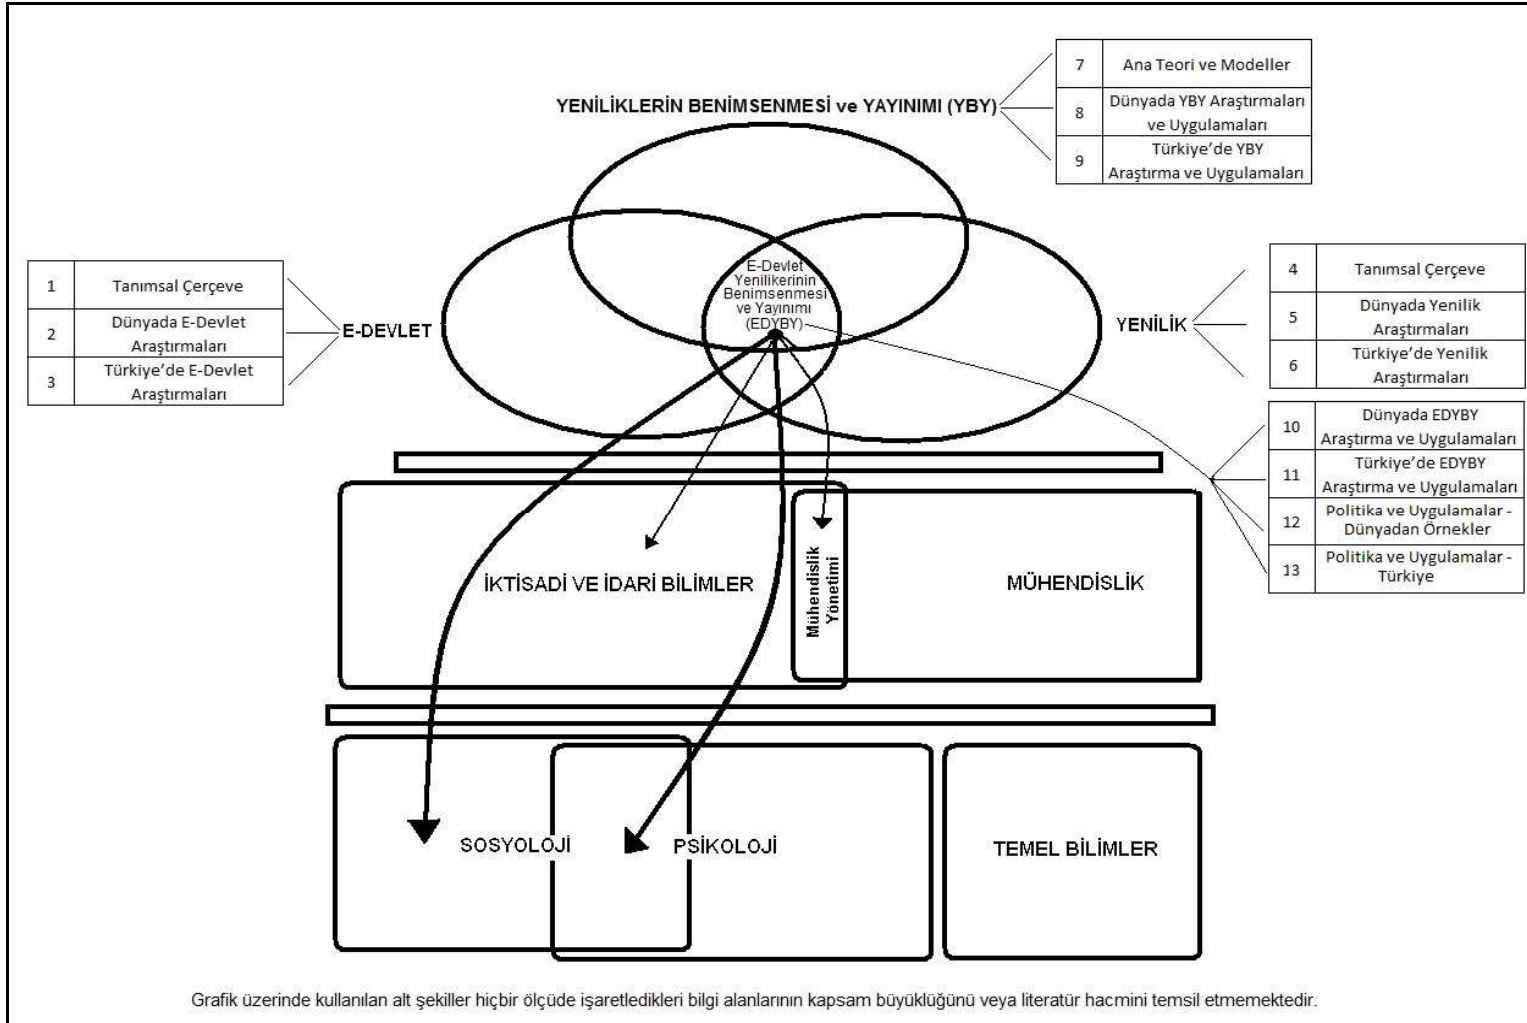 YENİLİKLERİN BENİMSENMESİ ve YAYINIMI (YBY)
7 Ana Teori ve Modeller
8 Dünyada YBY Araştırmaları
ve Uygulamaları
9 Türkiye'de YBY
Araştırma ve Uygulamaları
E-DEVLET
1 Tanımsal Çerçeve
2 Dünyada E-Devlet
Araştırmaları
3 Türkiye'de E-Devlet
Araştırmaları
E-Devlet
Yenilikerinin
Benimsenmesi
ve Yayınımı
(EDYBY)
YENİLİK
4 Tanımsal Çerçeve
5 Dünyada Yenilik
Araştırmaları
6 Türkiye'de Yenilik
Araştırmaları
10 Dünyada EDYBY
Araştırma ve Uygulamaları
11 Türkiye'de EDYBY
Araştırma ve Uygulamaları
12 Politika ve Uygulamalar -
Dünyadan Örnekler
13 Politika ve Uygulamalar -
Türkiye
İKTİSADİ VE İDARİ BİLİMLER
Mühendislik
Yönetimi
MÜHENDİSLİK
SOSYOLOJİ
PSİKOLOJİ
TEMEL BİLİMLER
Grafik üzerinde kullanılan alt şekiller hiçbir ölçüde işaretledikleri bilgi alanlarının kapsam büyüklüğünü veya literatür hacmini temsil etmemektedir.